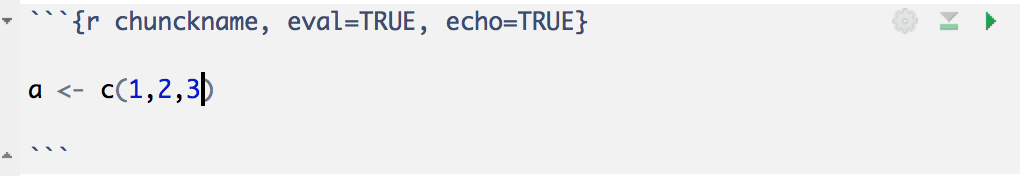 ```{r chunckname, eval=TRUE, echo=TRUE}
a <- c(1,2,3)
```